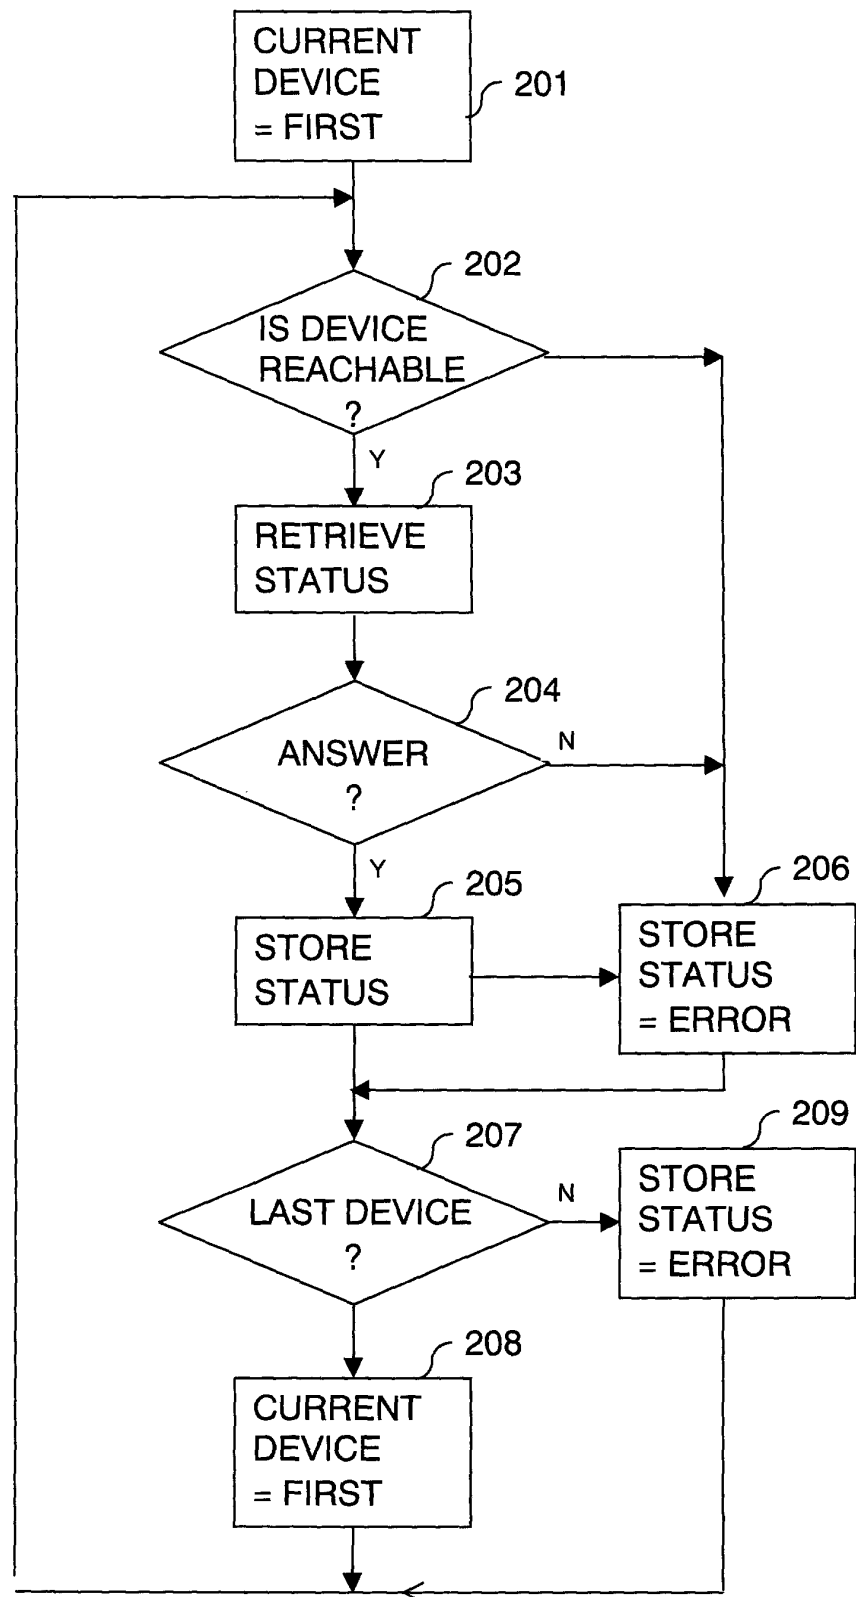 CURRENT
DEVICE
= FIRST
201
202
IS DEVICE
REACHABLE
?
Y
203
RETRIEVE
STATUS
204
ANSWER
?
N
Y
205
STORE
STATUS
206
STORE
STATUS
= ERROR
207
LAST DEVICE
?
N
209
STORE
STATUS
= ERROR
208
CURRENT
DEVICE
= FIRST